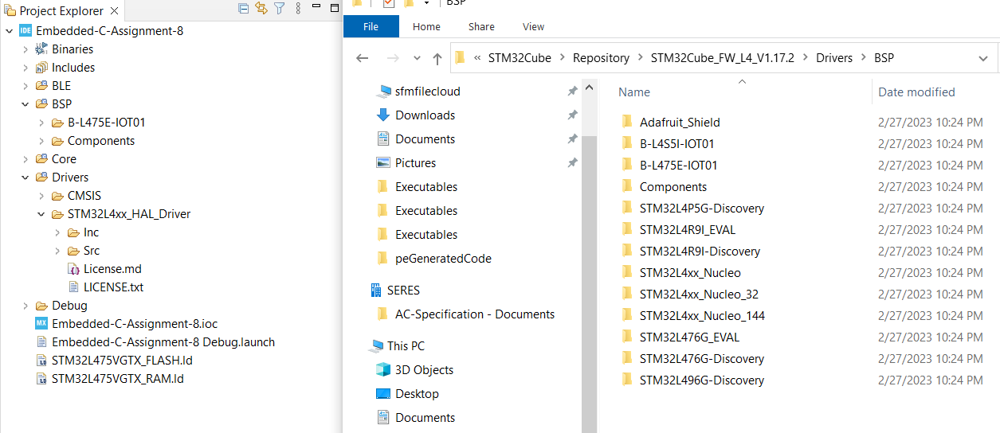 Project Explorer
Embedded-C-Assignment-8
Binaries
Includes
BLE
BSP
B-L475E-IOT01
Components
Core
Drivers
CMSIS
STM32L4xx_HAL_Driver
Inc
Src
License.md
LICENSE.txt
Debug
Embedded-C-Assignment-8.ioc
Embedded-C-Assignment-8 Debug.launch
STM32L475VGTX_FLASH.ld
STM32L475VGTX_RAM.ld
BSP
File Home Share View
« STM32Cube > Repository > STM32Cube_FW_L4_V1.17.2 > Drivers > BSP
sfmfilecloud
Downloads
Documents
Pictures
Executables
Executables
Executables
peGeneratedCode
SERES
AC-Specification - Documents
This PC
3D Objects
Desktop
Documents
Name Date modified
Adafruit_Shield 2/27/2023 10:24 PM
B-L4S5I-IOT01 2/27/2023 10:24 PM
B-L475E-IOT01 2/27/2023 10:24 PM
Components 2/27/2023 10:24 PM
STM32L4P5G-Discovery 2/27/2023 10:24 PM
STM32L4R9I_EVAL 2/27/2023 10:24 PM
STM32L4R9I-Discovery 2/27/2023 10:24 PM
STM32L4xx_Nucleo 2/27/2023 10:24 PM
STM32L4xx_Nucleo_32 2/27/2023 10:24 PM
STM32L4xx_Nucleo_144 2/27/2023 10:24 PM
STM32L476G_EVAL 2/27/2023 10:24 PM
STM32L476G-Discovery 2/27/2023 10:24 PM
STM32L496G-Discovery 2/27/2023 10:24 PM